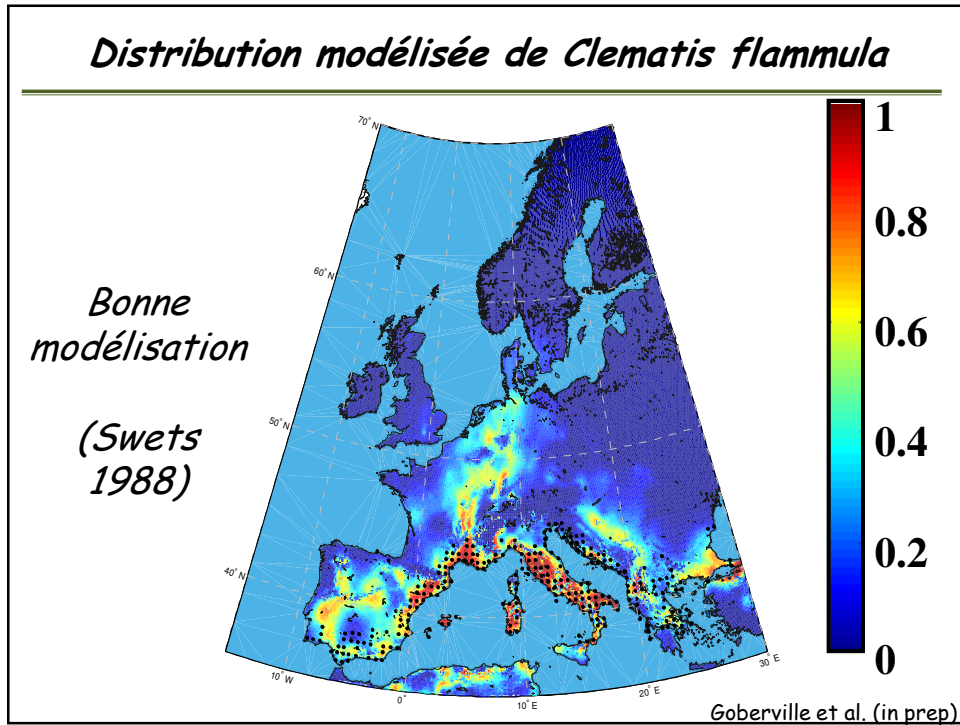 Distribution modélisée de Clematis flammula
Bonne
modélisation
(Swets
1988)
70° N
60° N
50° N
40° N
10° W
0°
10° E
20° E
30° E
1
0.8
0.6
0.4
0.2
0
Goberville et al. (in prep)